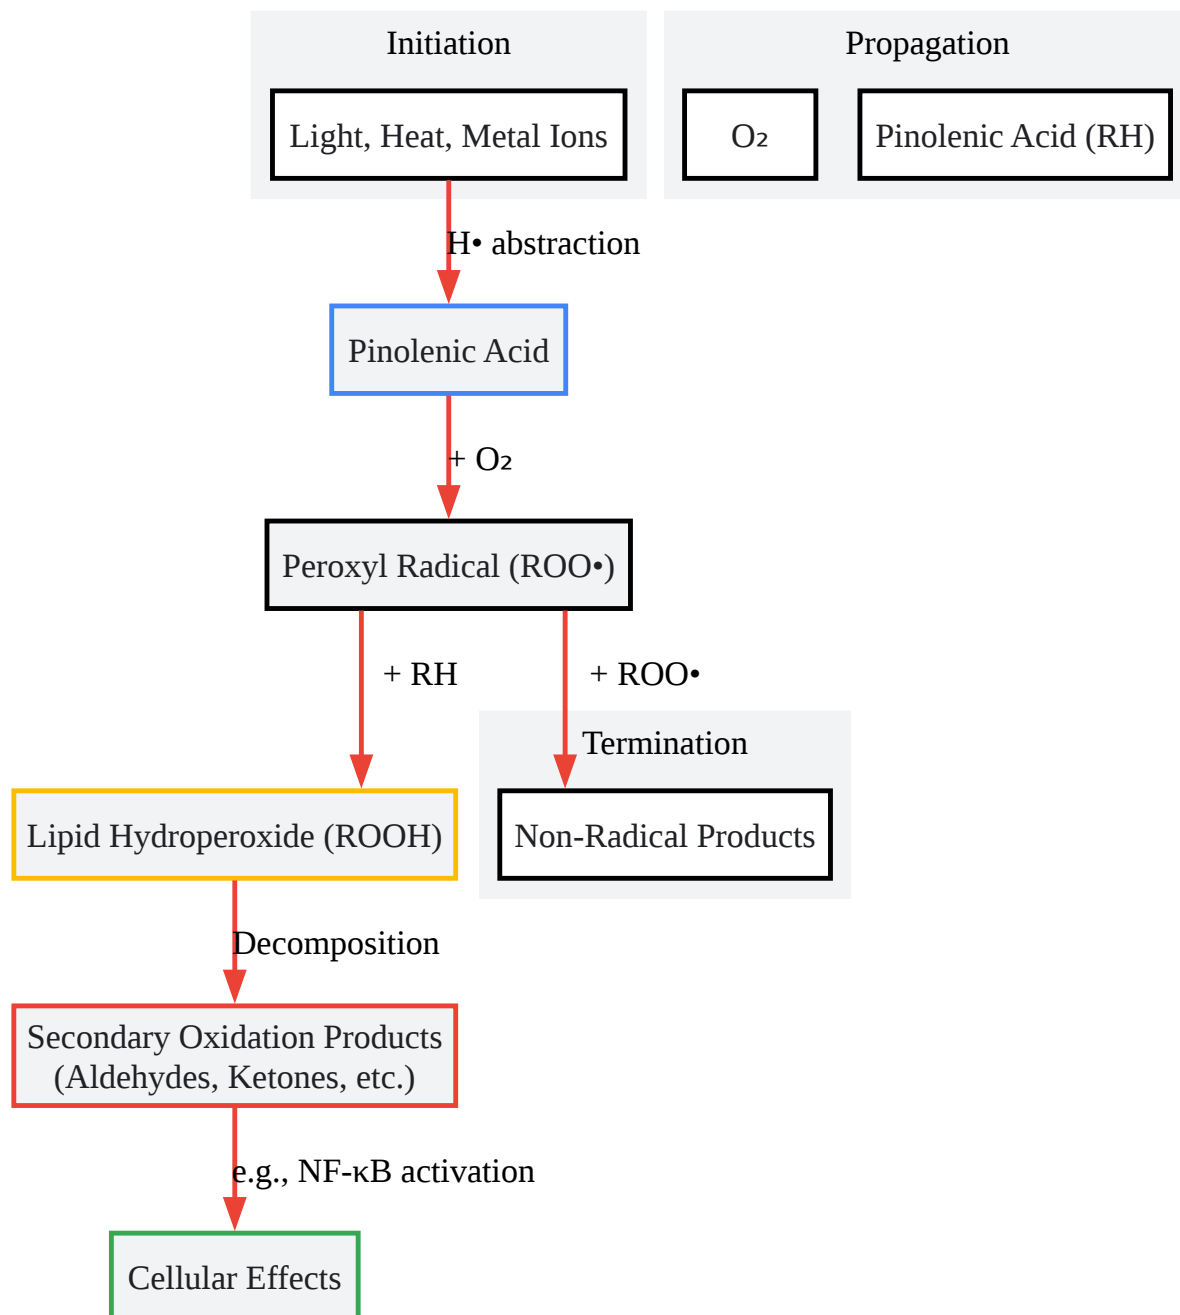 Initiation
Propagation
Light, Heat, Metal Ions
O₂
Pinolenic Acid (RH)
H• abstraction
Pinolenic Acid
+ O₂
Peroxyl Radical (ROO•)
+ RH
+ ROO•
Termination
Lipid Hydroperoxide (ROOH)
Non-Radical Products
Decomposition
Secondary Oxidation Products
(Aldehydes, Ketones, etc.)
e.g., NF-κB activation
Cellular Effects